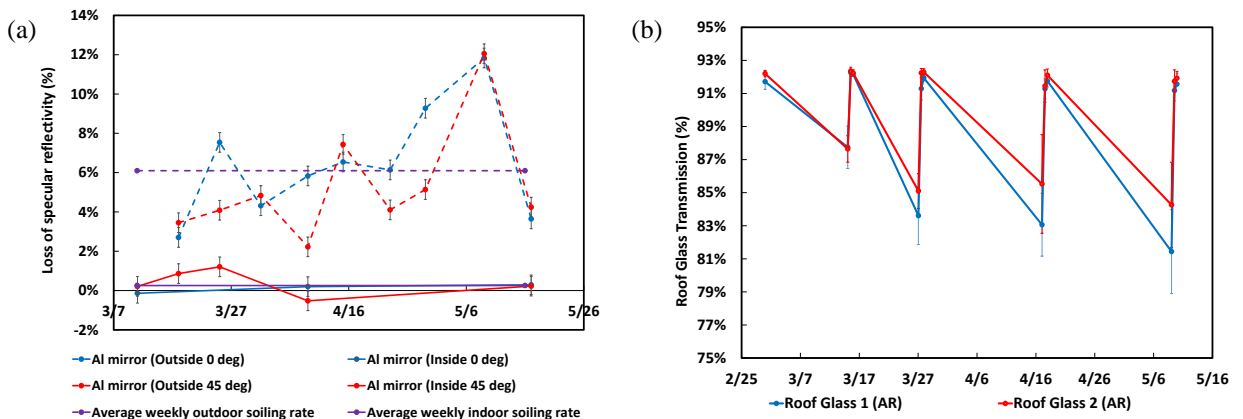 (a)
Loss of specular reflectivity (%)
14%
12%
10%
8%
6%
4%
2%
0%
-2%
3/7
3/27
4/16
5/6
5/26
Al mirror (Outside 0 deg)
Al mirror (Inside 0 deg)
Al mirror (Outside 45 deg)
Al mirror (Inside 45 deg)
Average weekly outdoor soiling rate
Average weekly indoor soiling rate
(b)
Roof Glass Transmission (%)
95%
93%
91%
89%
87%
85%
83%
81%
79%
77%
75%
2/25
3/7
3/17
3/27
4/6
4/16
4/26
5/6
5/16
Roof Glass 1 (AR)
Roof Glass 2 (AR)